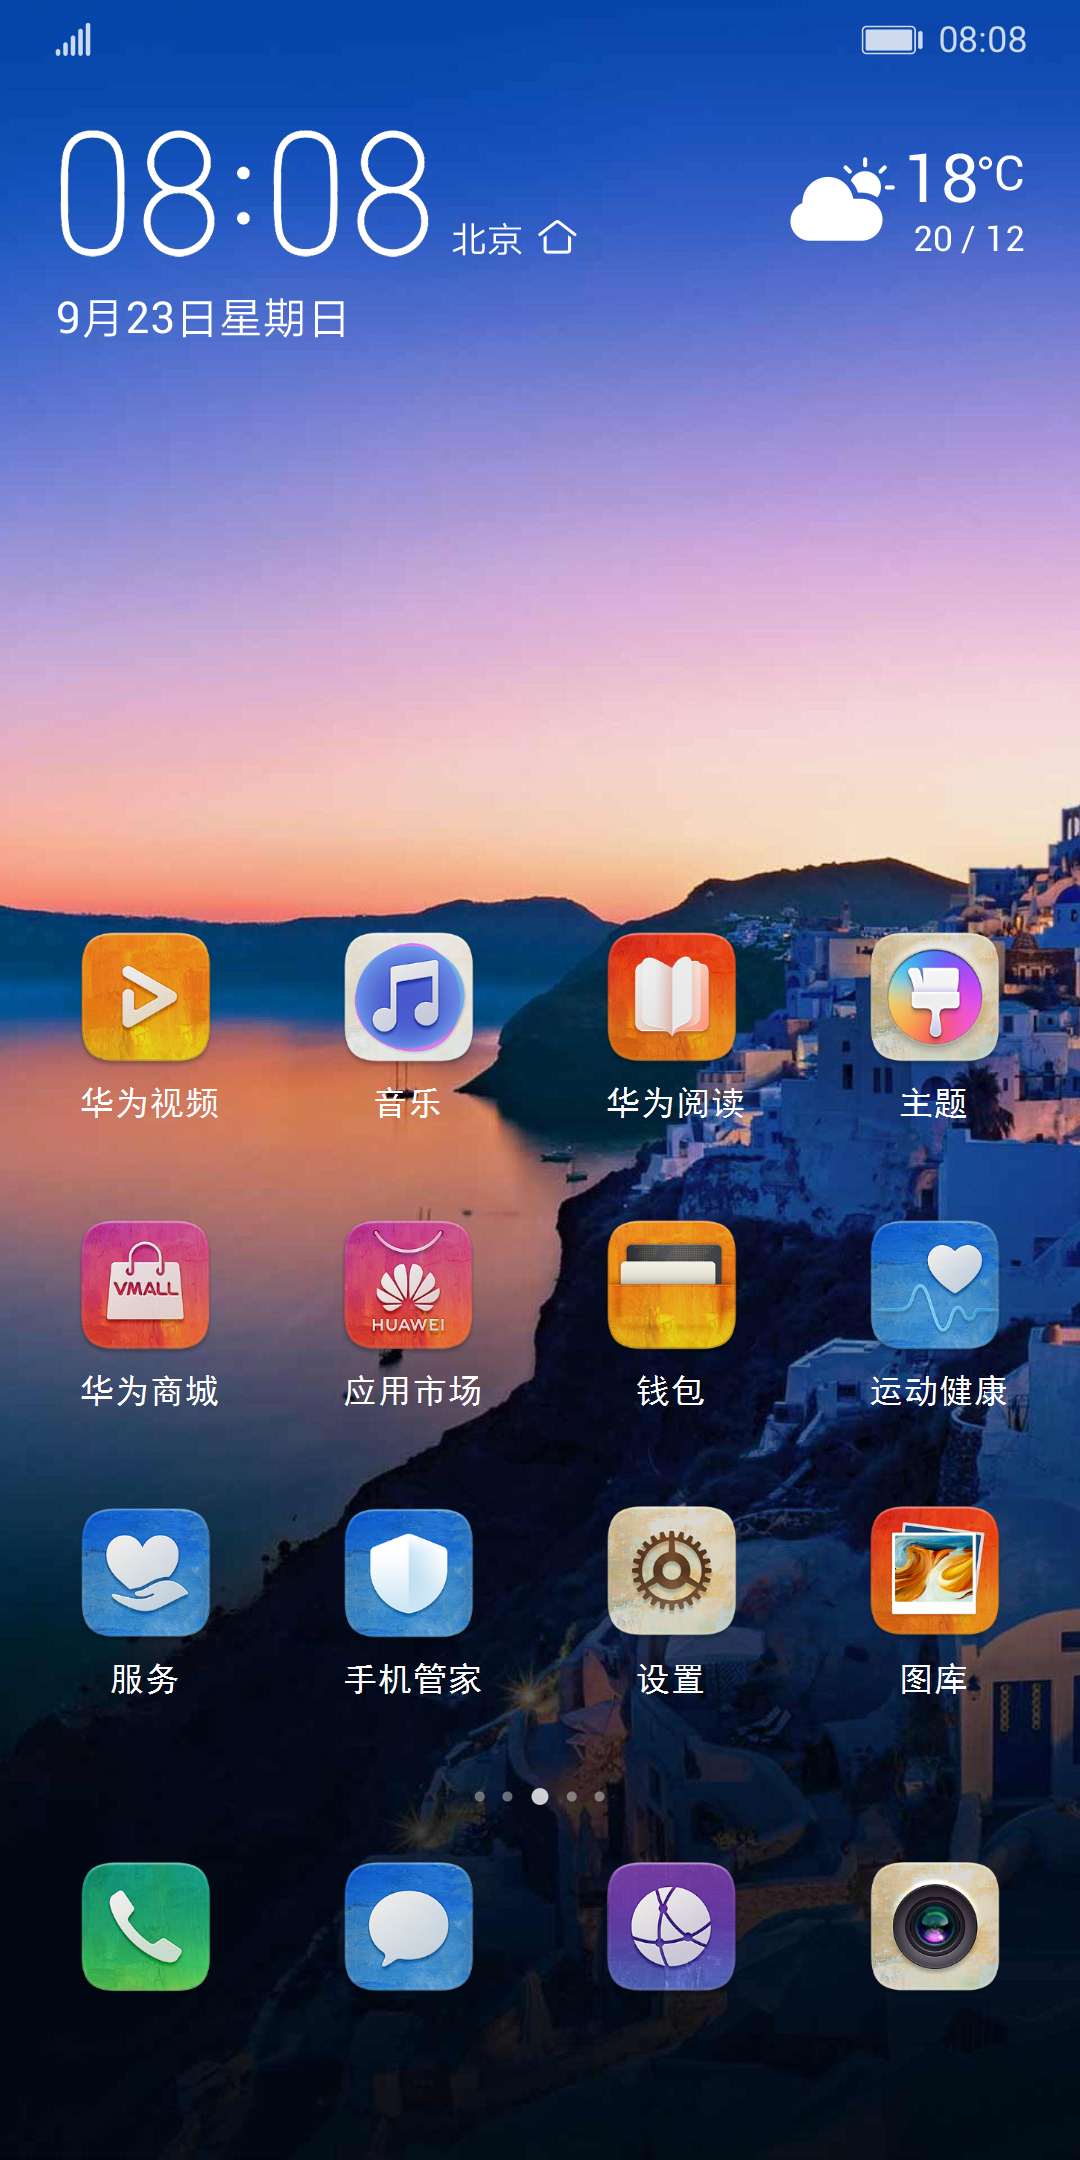 08:08
08:08
北京
18°C
20 / 12
9月23日星期日
华为视频
音乐
华为阅读
主题
VMALL
HUAWEI
华为商城
应用市场
钱包
运动健康
服务
手机管家
设置
图库